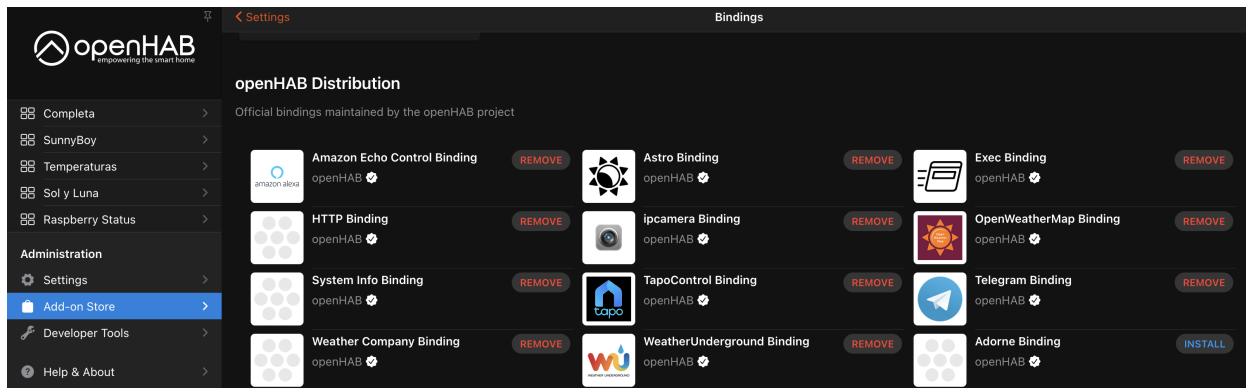 openHAB
empowering the smart home
Completa
SunnyBoy
Temperaturas
Sol y Luna
Raspberry Status
Administration
Settings
Add-on Store
Developer Tools
Help & About
Settings
Bindings
openHAB Distribution
Official bindings maintained by the openHAB project
amazon alexa
Amazon Echo Control Binding
openHAB
REMOVE
Astro Binding
openHAB
REMOVE
Exec Binding
openHAB
REMOVE
HTTP Binding
openHAB
REMOVE
ipcamera Binding
openHAB
REMOVE
OpenWeatherMap Binding
openHAB
REMOVE
System Info Binding
openHAB
REMOVE
tapo
TapoControl Binding
openHAB
REMOVE
Telegram Binding
openHAB
REMOVE
Weather Company Binding
openHAB
REMOVE
WU
WEATHER UNDERGROUND
WeatherUnderground Binding
openHAB
REMOVE
Adorne Binding
openHAB
INSTALL